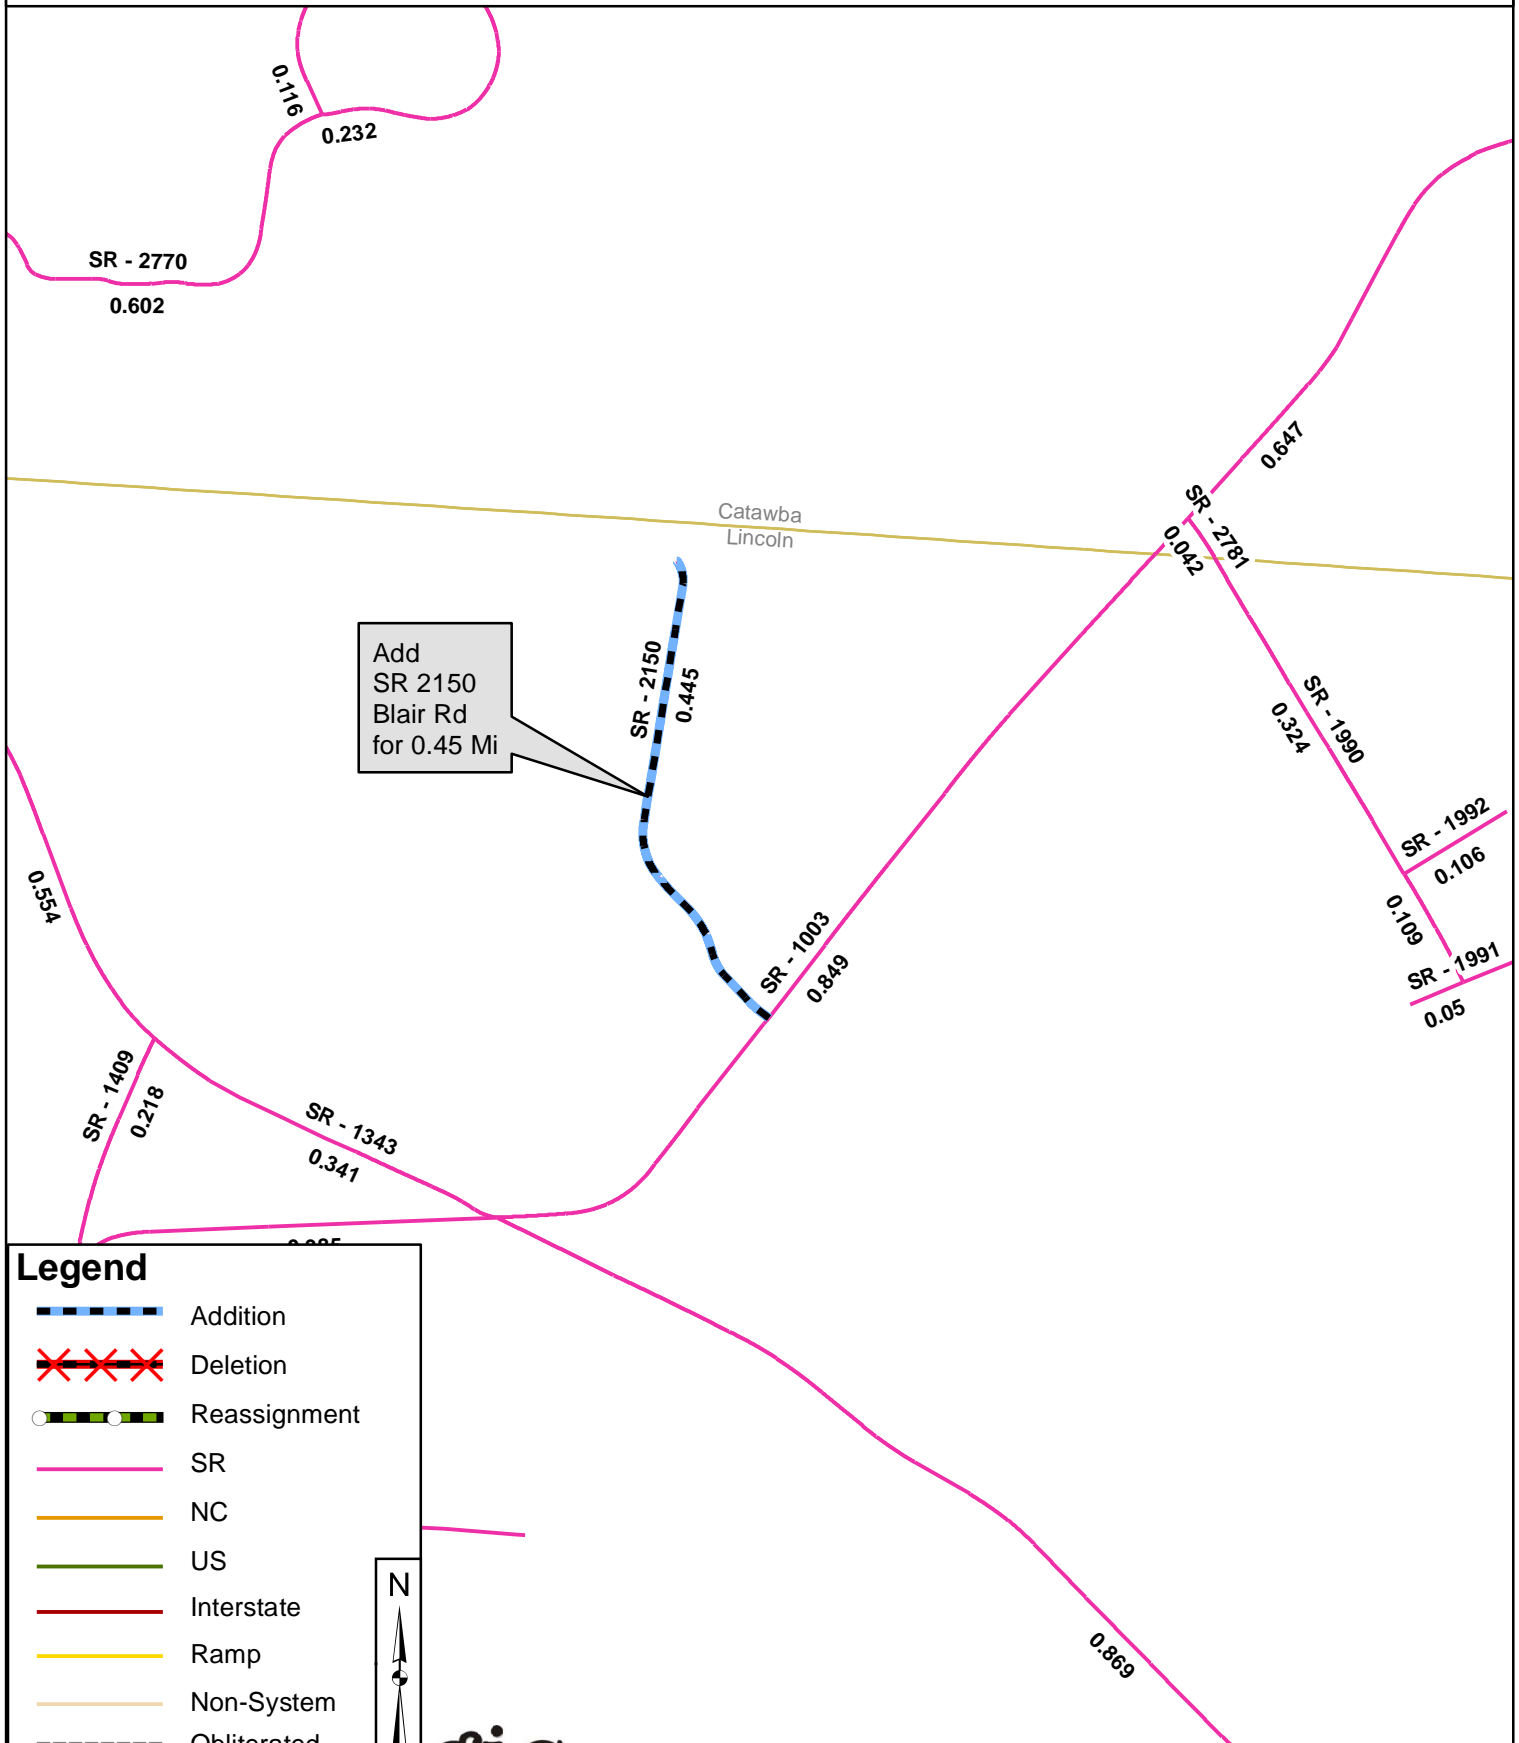 0.116
0.232
SR - 2770
0.602
0.647
Catawba
Lincoln
SR - 2781
0.042
Add
SR 2150
Blair Rd
for 0.45 Mi
SR - 2150
0.445
SR - 1990
0.324
SR - 1992
0.106
0.109
SR - 1991
0.05
0.554
SR - 1003
0.849
SR - 1409
0.218
SR - 1343
0.341
Legend
Addition
Deletion
Reassignment
SR
NC
US
Interstate
Ramp
Non-System
Obliterated
N
0.869